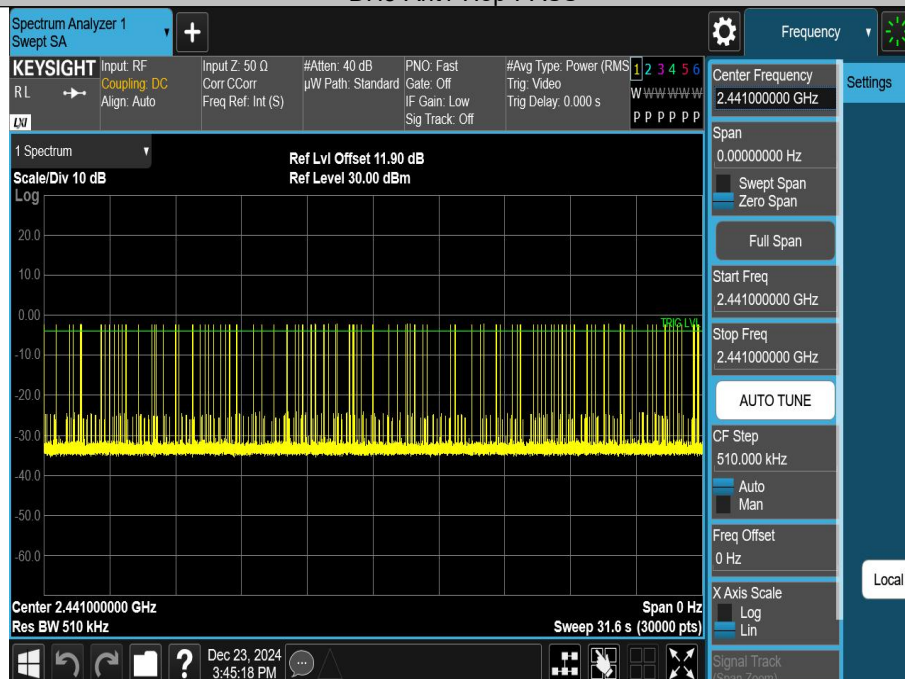 Spectrum Analyzer 1
Swept SA
Frequency
KEYSIGHT
R L
LXI
Input: RF
Coupling: DC
Align: Auto
Input Z: 50 Ω
Corr CCorr
Freq Ref: Int (S)
#Atten: 40 dB
µW Path: Standard
PNO: Fast
Gate: Off
IF Gain: Low
Sig Track: Off
#Avg Type: Power (RMS
Trig: Video
Trig Delay: 0.000 s
1 2 3 4 5 6
W W W W W W
P P P P P P
1 Spectrum
Scale/Div 10 dB
Log
Ref Lvl Offset 11.90 dB
Ref Level 30.00 dBm
20.0
10.0
0.00
TRIG LVL
-10.0
-20.0
-30.0
-40.0
-50.0
-60.0
Center 2.441000000 GHz
Res BW 510 kHz
Span 0 Hz
Sweep 31.6 s (30000 pts)
Center Frequency
2.441000000 GHz
Settings
Span
0.00000000 Hz
Swept Span
Zero Span
Full Span
Start Freq
2.441000000 GHz
Stop Freq
2.441000000 GHz
AUTO TUNE
CF Step
510.000 kHz
Auto
Man
Freq Offset
0 Hz
Local
X Axis Scale
Log
Lin
Signal Track
(Span Zoom)
?
Dec 23, 2024
3:45:18 PM